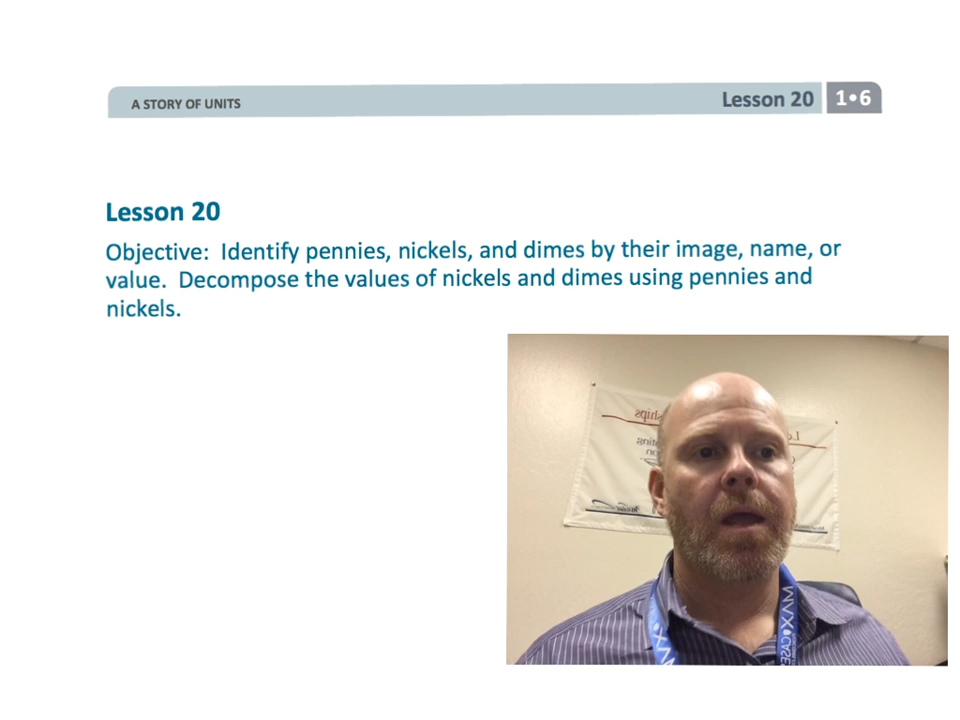 A STORY OF UNITS
Lesson 20
1•6
Lesson 20
Objective: Identify pennies, nickels, and dimes by their image, name, or
value. Decompose the values of nickels and dimes using pennies and
nickels.